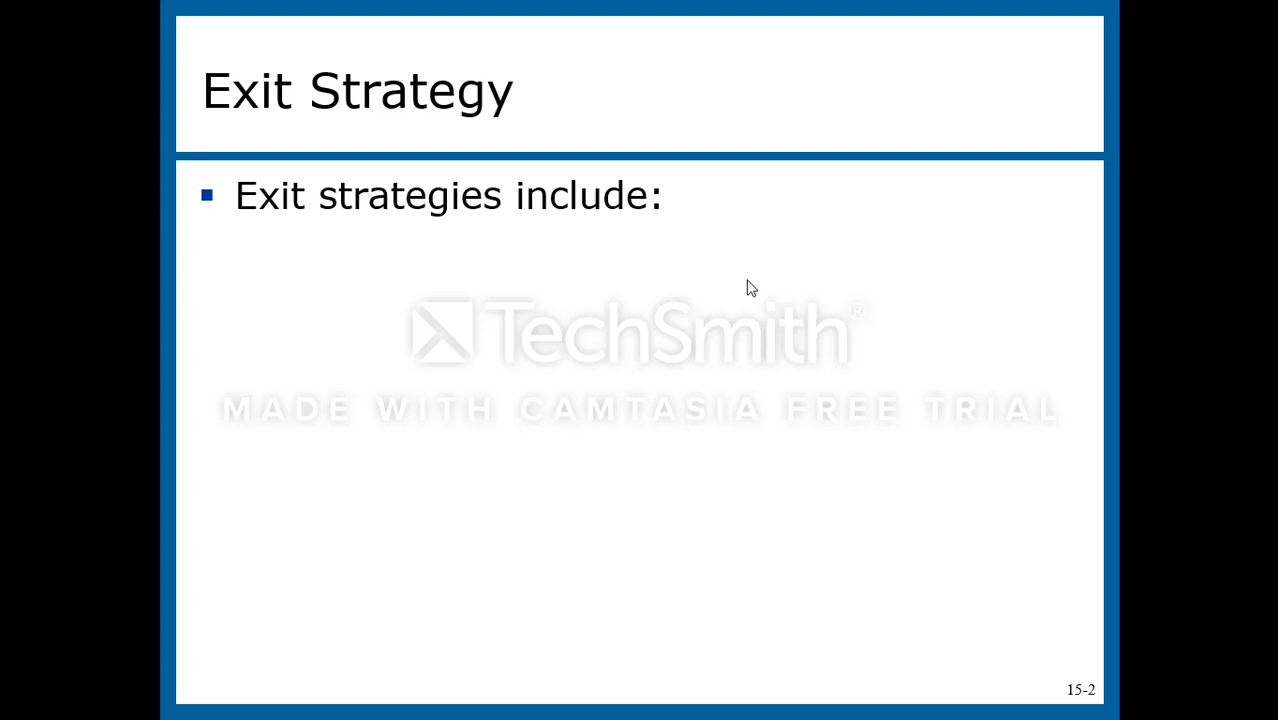 Exit Strategy
Exit strategies include:
TechSmith®
MADE WITH CAMTASIA FREE TRIAL
15-2